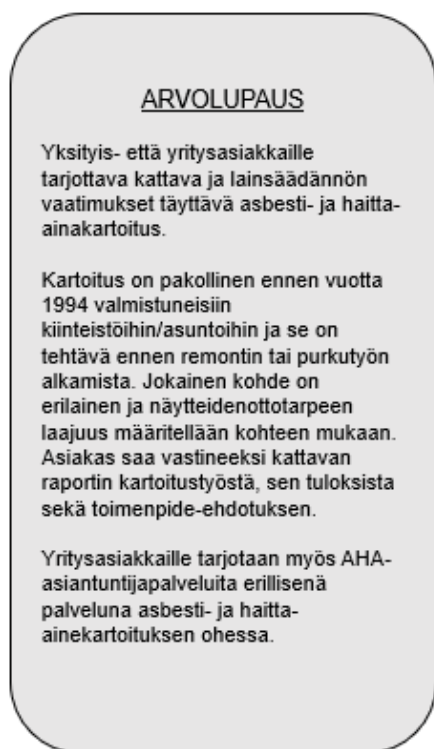 ARVOLUPAUS
Yksityis- että yritysasiakkaille
tarjottava kattava ja lainsäädännön
vaatimukset täyttävä asbesti- ja haitta-
ainakartoitus.
Kartoitus on pakollinen ennen vuotta
1994 valmistuneisiin
kiinteistöihin/asuntoihin ja se on
tehtävä ennen remontin tai purkutyön
alkamista. Jokainen kohde on
erilainen ja näytteidenottotarpeen
laajuus määritellään kohteen mukaan.
Asiakas saa vastineeksi kattavan
raportin kartoitustyöstä, sen tuloksista
sekä toimenpide-ehdotuksen.
Yritysasiakkaille tarjotaan myös AHA-
asiantuntijapalveluita erillisenä
palveluna asbesti- ja haitta-
ainekartoituksen ohessa.